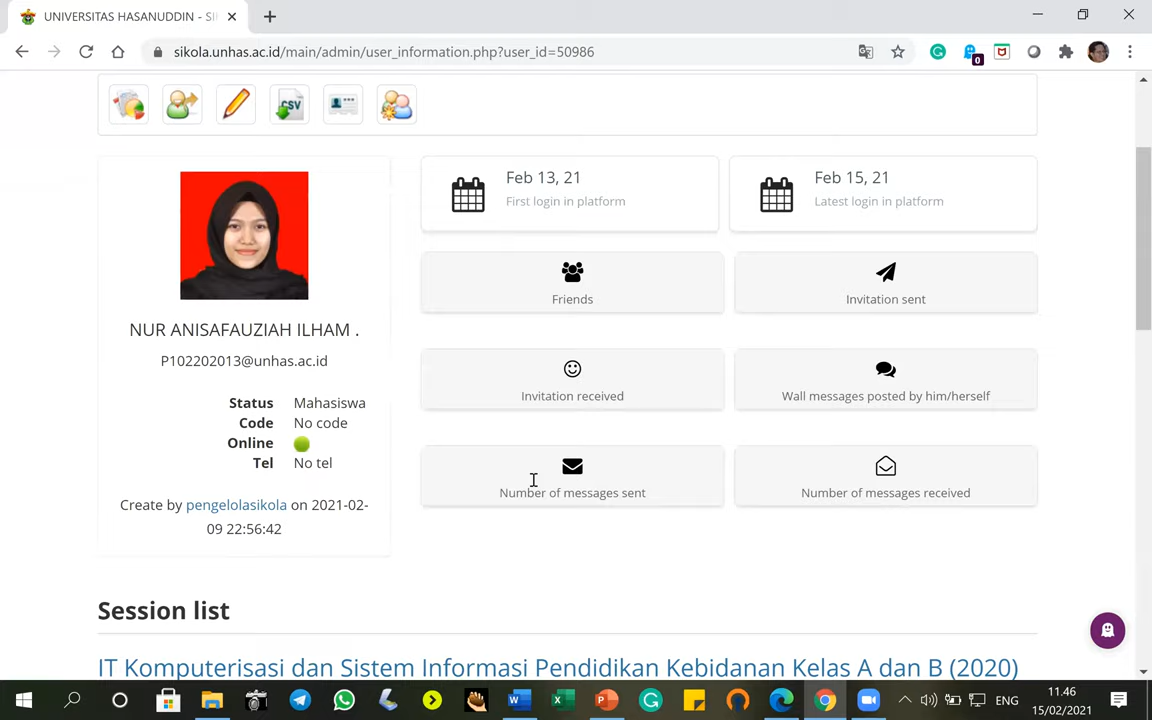 UNIVERSITAS HASANUDDIN - SI
sikola.unhas.ac.id/main/admin/user_information.php?user_id=50986
0
CSV
Feb 13, 21
First login in platform
Feb 15, 21
Latest login in platform
Friends
Invitation sent
NUR ANISAFAUZIAH ILHAM .
P102202013@unhas.ac.id
Invitation received
Wall messages posted by him/herself
Status Mahasiswa
Code No code
Online
Tel No tel
Number of messages sent
Number of messages received
Create by pengelolasikola on 2021-02-
09 22:56:42
Session list
IT Komputerisasi dan Sistem Informasi Pendidikan Kebidanan Kelas A dan B (2020)
ENG
11.46
15/02/2021